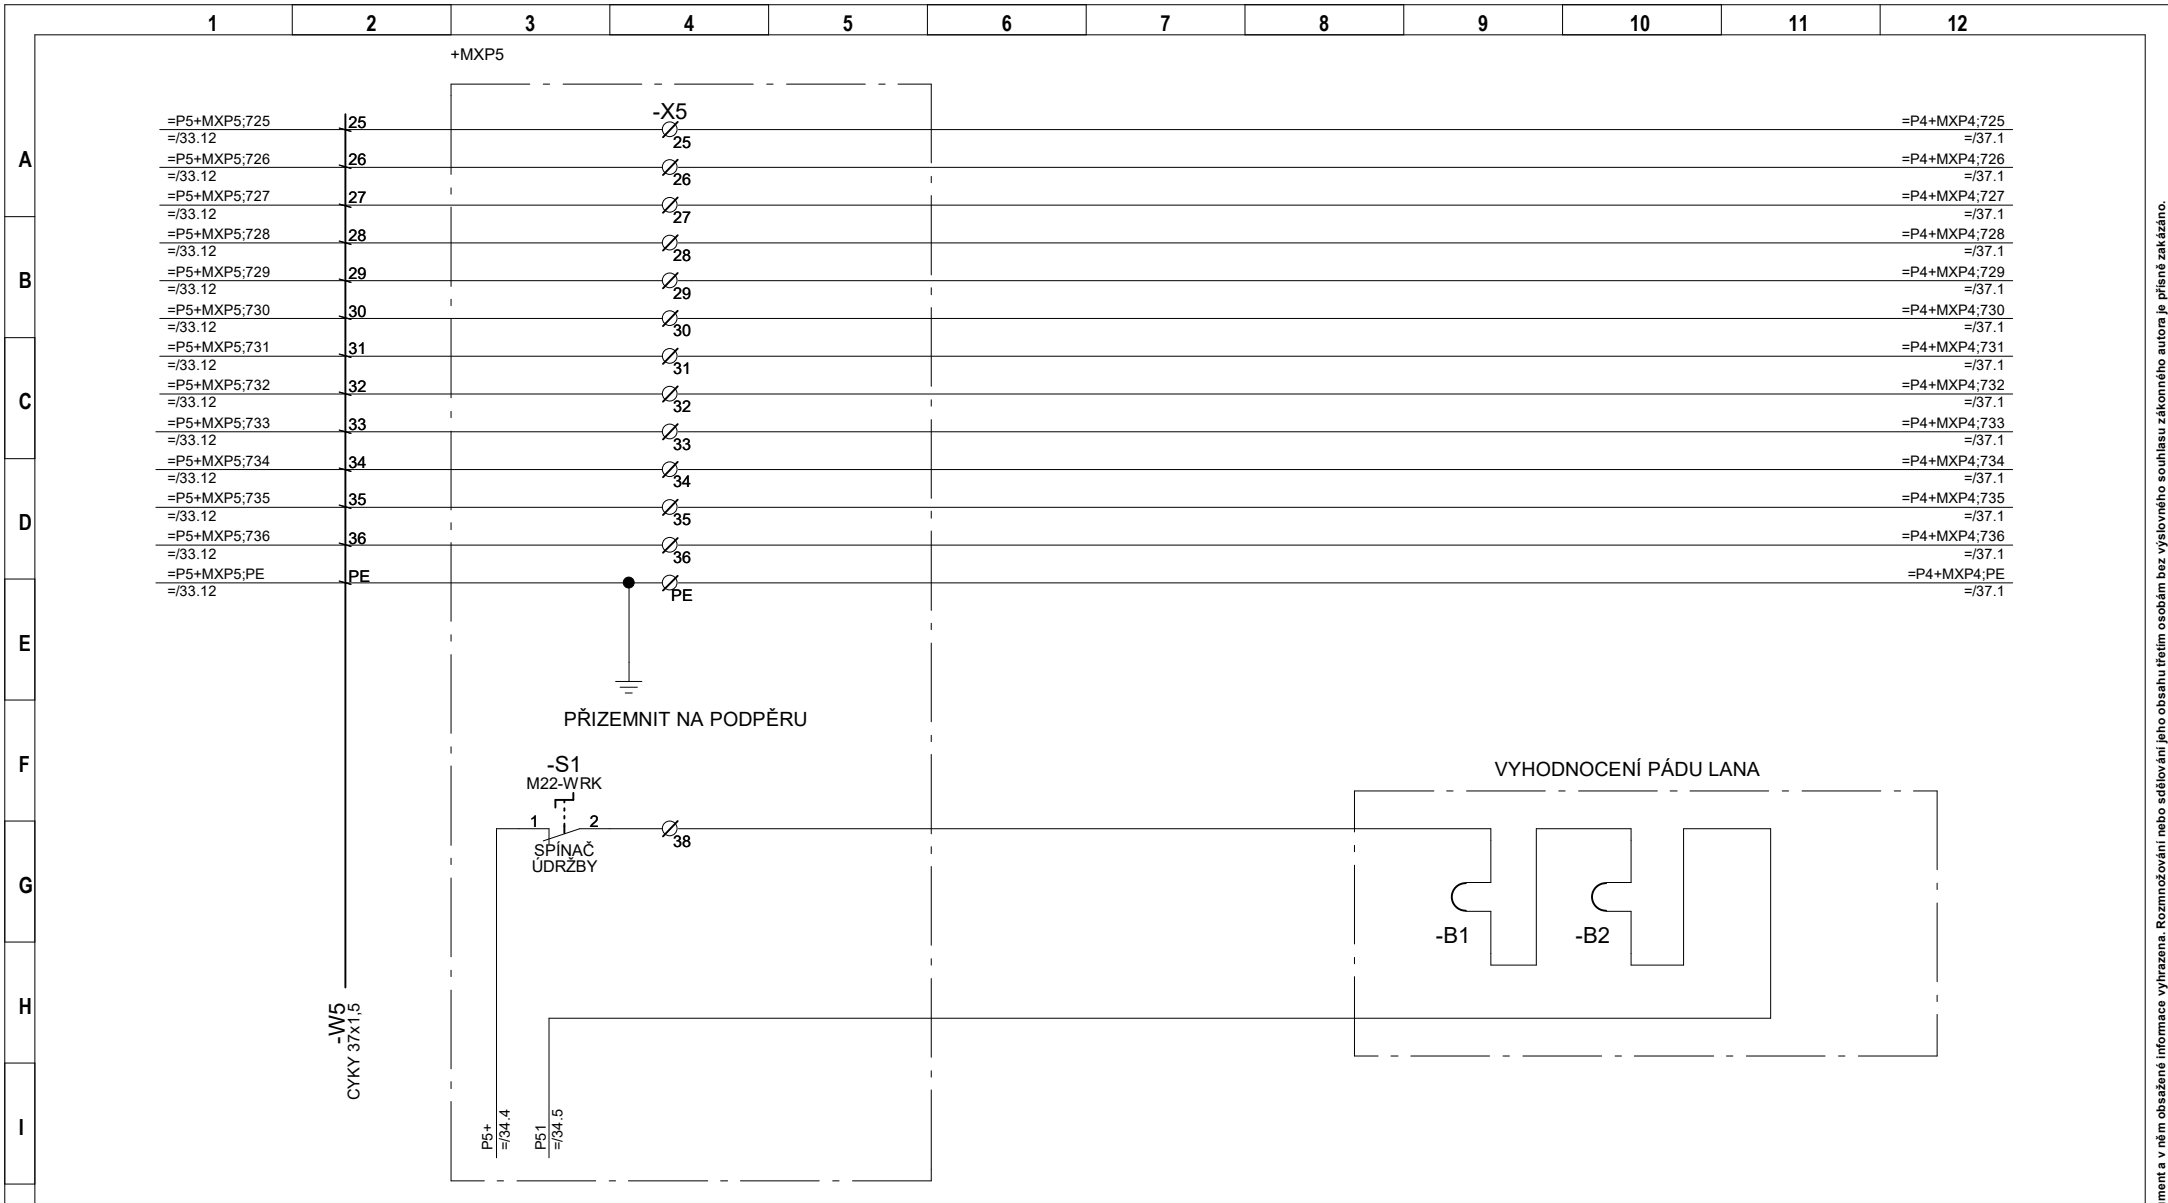 1 2 3 4 5 6 7 8 9 10 11 12
+MXP5
-X5
A
=P5+MXP5;725 25 =P4+MXP4;725
=/33.12 25 =/37.1
=P5+MXP5;726 26 =P4+MXP4;726
=/33.12 26 =/37.1
=P5+MXP5;727 27 =P4+MXP4;727
=/33.12 27 =/37.1
B
=P5+MXP5;728 28 =P4+MXP4;728
=/33.12 28 =/37.1
=P5+MXP5;729 29 =P4+MXP4;729
=/33.12 29 =/37.1
=P5+MXP5;730 30 =P4+MXP4;730
=/33.12 30 =/37.1
C
=P5+MXP5;731 31 =P4+MXP4;731
=/33.12 31 =/37.1
=P5+MXP5;732 32 =P4+MXP4;732
=/33.12 32 =/37.1
=P5+MXP5;733 33 =P4+MXP4;733
=/33.12 33 =/37.1
D
=P5+MXP5;734 34 =P4+MXP4;734
=/33.12 34 =/37.1
=P5+MXP5;735 35 =P4+MXP4;735
=/33.12 35 =/37.1
=P5+MXP5;736 36 =P4+MXP4;736
=/33.12 36 =/37.1
=P5+MXP5;PE PE =P4+MXP4;PE
=/33.12 PE =/37.1
E
PŘIZEMNIT NA PODPĚRU
F
-S1
M22-WRK
VYHODNOCENÍ PÁDU LANA
1 2
38
SPÍNAČ
ÚDRŽBY
G
-B1 -B2
H
-W5
CYKY 37x1,5
I
P5+
=/34.4
P51
=/34.5
ment a v něm obsažené informace vyhrazena. Rozmnožování nebo sdělování jeho obsahu třetím osobám bez výslovného souhlasu zákonného autora je přísně zakázáno.